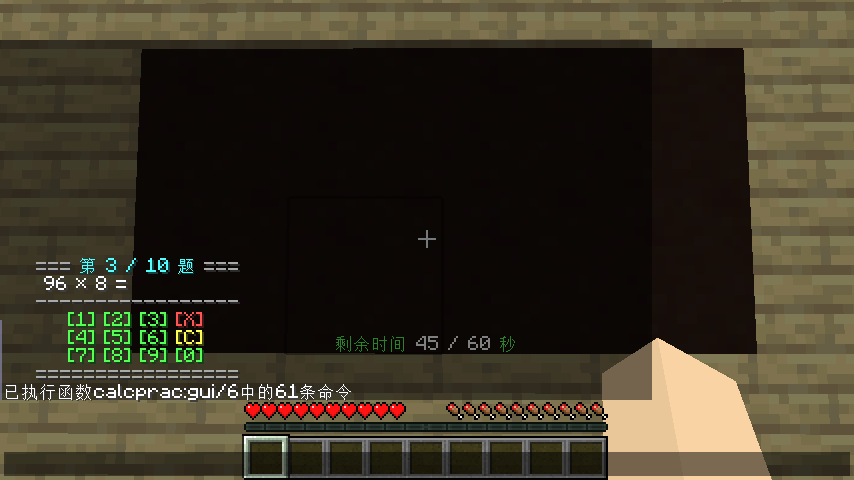 === 第 3 / 10 题 ===
96 × 8 =
[1] [2] [3] [X]
[4] [5] [6] [C]
[7] [8] [9] [0]
剩余时间 45 / 60 秒
已执行函数calcprac:gui/6中的61条命令